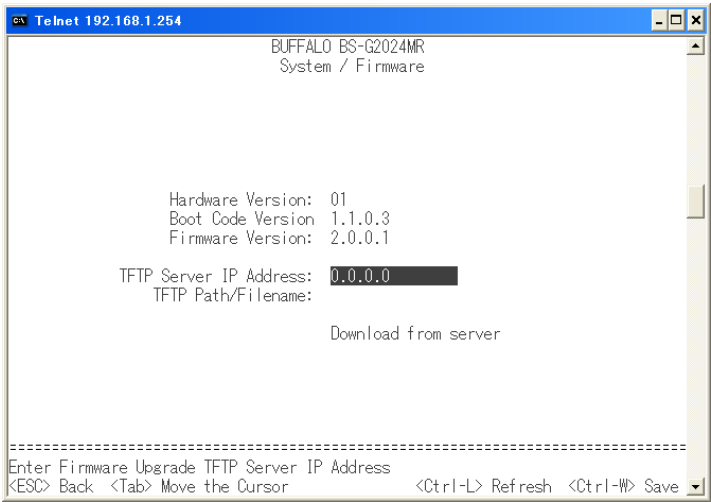 Telnet 192.168.1.254
BUFFALO BS-G2024MR
System / Firmware
Hardware Version: 01
Boot Code Version 1.1.0.3
Firmware Version: 2.0.0.1
TFTP Server IP Address: 0.0.0.0
TFTP Path/Filename:
Download from server
================================================================================
Enter Firmware Upgrade TFTP Server IP Address
<ESC> Back <Tab> Move the Cursor <Ctrl-L> Refresh <Ctrl-W> Save